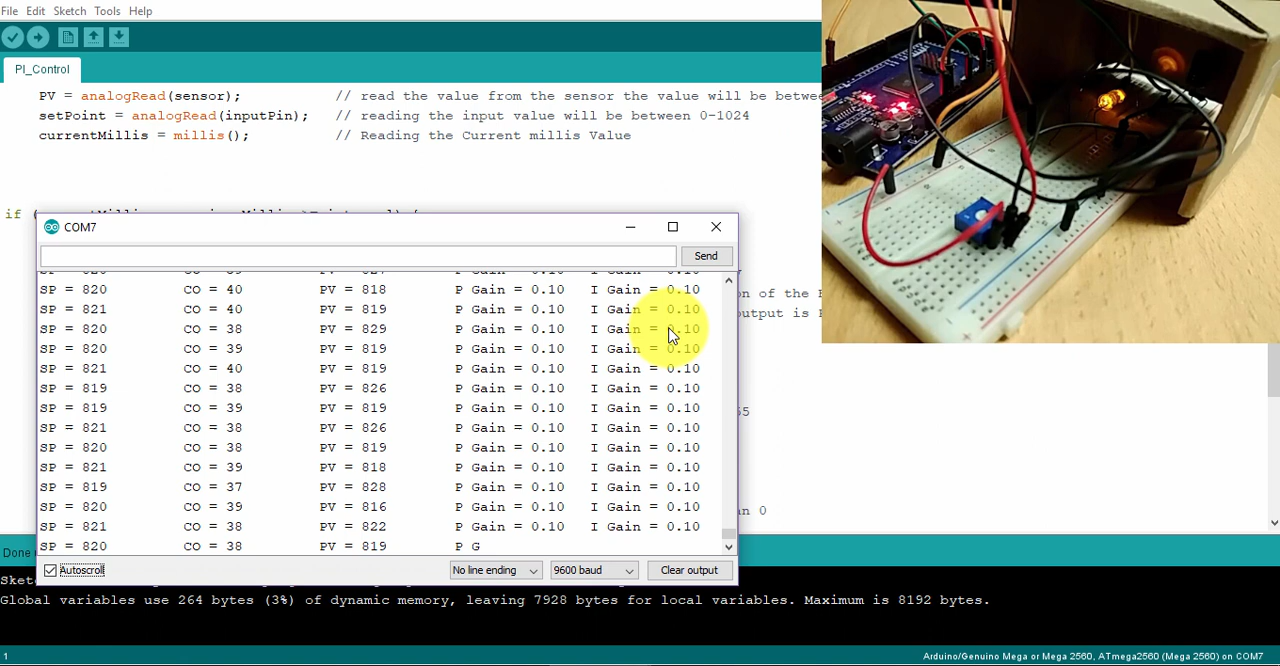 File Edit Sketch Tools Help
PI_Control
PV = analogRead(sensor); // read the value from the sensor the value will be betwee
setPoint = analogRead(inputPin); // reading the input value will be between 0-1024
currentMillis = millis(); // Reading the Current millis Value
if (
COM7
Send
SP = 820 CO = 40 PV = 818 P Gain = 0.10 I Gain = 0.10
on of the
SP = 821 CO = 40 PV = 819 P Gain = 0.10 I Gain = 0.10
output is
SP = 820 CO = 38 PV = 829 P Gain = 0.10 I Gain = 0.10
SP = 820 CO = 39 PV = 819 P Gain = 0.10 I Gain = 0.10
SP = 821 CO = 40 PV = 819 P Gain = 0.10 I Gain = 0.10
SP = 819 CO = 38 PV = 826 P Gain = 0.10 I Gain = 0.10
SP = 819 CO = 39 PV = 819 P Gain = 0.10 I Gain = 0.10
SP = 821 CO = 38 PV = 826 P Gain = 0.10 I Gain = 0.10
SP = 820 CO = 38 PV = 819 P Gain = 0.10 I Gain = 0.10
SP = 821 CO = 39 PV = 818 P Gain = 0.10 I Gain = 0.10
SP = 819 CO = 37 PV = 828 P Gain = 0.10 I Gain = 0.10
SP = 820 CO = 39 PV = 816 P Gain = 0.10 I Gain = 0.10
an 0
SP = 821 CO = 38 PV = 822 P Gain = 0.10 I Gain = 0.10
SP = 820 CO = 38 PV = 819 P G
Done
Autoscroll No line ending 9600 baud Clear output
Sket
Global variables use 264 bytes (3%) of dynamic memory, leaving 7928 bytes for local variables. Maximum is 8192 bytes.
1 Arduino/Genuino Mega or Mega 2560, ATmega2560 (Mega 2560) on COM7